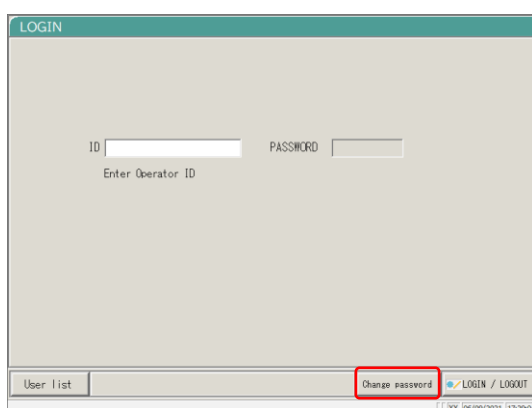 LOGIN
ID PASSWORD
Enter Operator ID
User list Change password LOGIN / LOGOUT